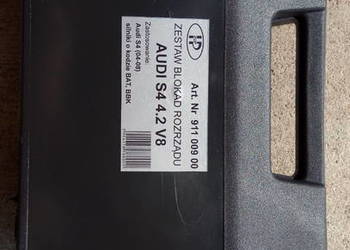 HP
Art. Nr 911 009 00
ZESTAW BLOKAD ROZRZĄDU
AUDI S4 4.2 V8
Zastosowanie:
Audi S4 (04-08)
silniki o kodzie BAT, BBK